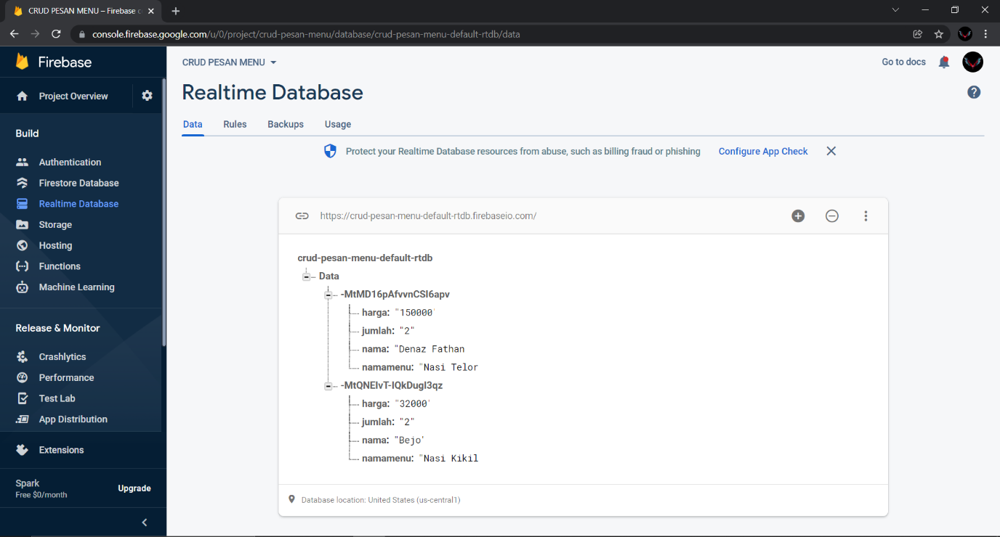 CRUD PESAN MENU – Firebase c
console.firebase.google.com/u/0/project/crud-pesan-menu/database/crud-pesan-menu-default-rtdb/data
Firebase
Project Overview
Build
Authentication
Firestore Database
Realtime Database
Storage
Hosting
Functions
Machine Learning
Release & Monitor
Crashlytics
Performance
Test Lab
App Distribution
Extensions
Spark
Free $0/month
Upgrade
CRUD PESAN MENU
Go to docs
Realtime Database
Data Rules Backups Usage
Protect your Realtime Database resources from abuse, such as billing fraud or phishing Configure App Check
https://crud-pesan-menu-default-rtdb.firebaseio.com/
crud-pesan-menu-default-rtdb
Data
-MtMD16pAfvvnCSI6apv
harga: "150000
jumlah: "2"
nama: "Denaz Fathan
namamenu: "Nasi Telor
-MtQNEIvT-IQkDugI3qz
harga: "32000'
jumlah: "2"
nama: "Bejo'
namamenu: "Nasi Kikil
Database location: United States (us-central1)